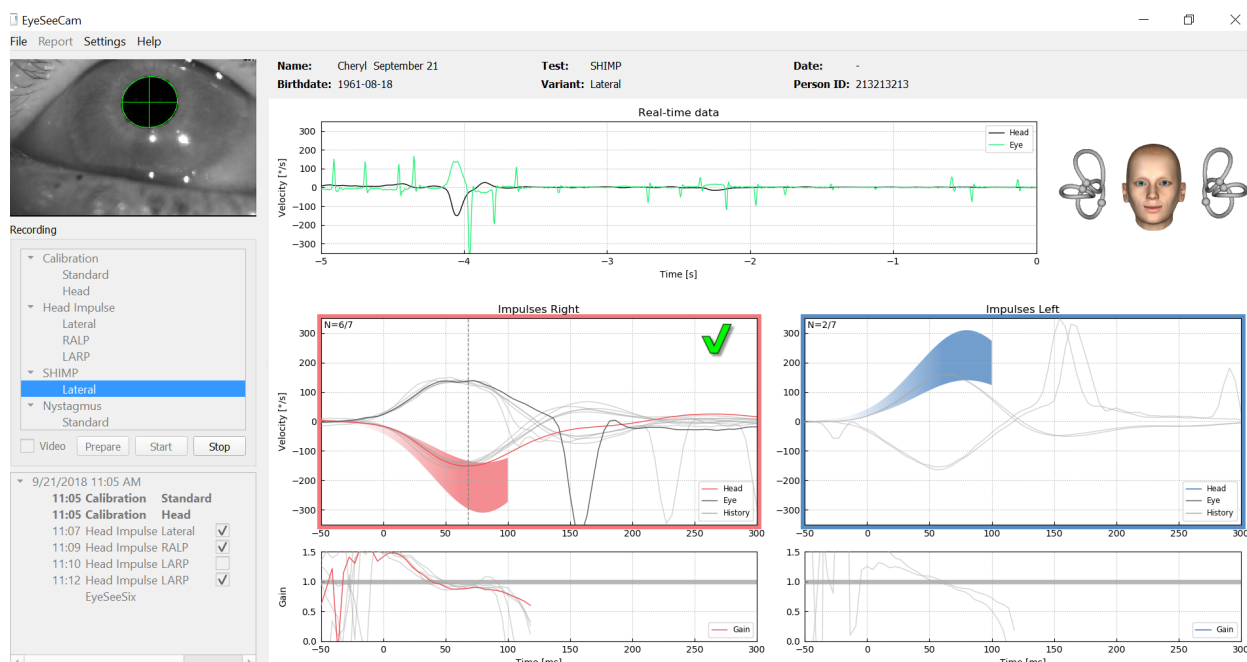 EyeSeeCam
File Report Settings Help
Name: Cheryl September 21 Test: SHIMP Date: -
Birthdate: 1961-08-18 Variant: Lateral Person ID: 213213213
Real-time data
Velocity [°/s]
300
200
100
0
−100
−200
−300
Head
Eye
−5 −4 −3 −2 −1 0
Time [s]
Recording
Calibration
Standard
Head
Head Impulse
Lateral
RALP
LARP
SHIMP
Lateral
Nystagmus
Standard
Video Prepare Start Stop
9/21/2018 11:05 AM
11:05 Calibration Standard
11:05 Calibration Head
11:07 Head Impulse Lateral
11:09 Head Impulse RALP
11:10 Head Impulse LARP
11:12 Head Impulse LARP
EyeSeeSix
Impulses Right
N=6/7
Velocity [°/s]
300
200
100
0
−100
−200
−300
Head
Eye
History
−50 0 50 100 150 200 250 300
Gain
1.5
1.0
0.5
0.0
Gain
−50 0 50 100 150 200 250 300
Time [ms]
Impulses Left
N=2/7
Velocity [°/s]
300
200
100
0
−100
−200
−300
Head
Eye
History
−50 0 50 100 150 200 250 300
Gain
1.5
1.0
0.5
0.0
Gain
−50 0 50 100 150 200 250 300
Time [ms]